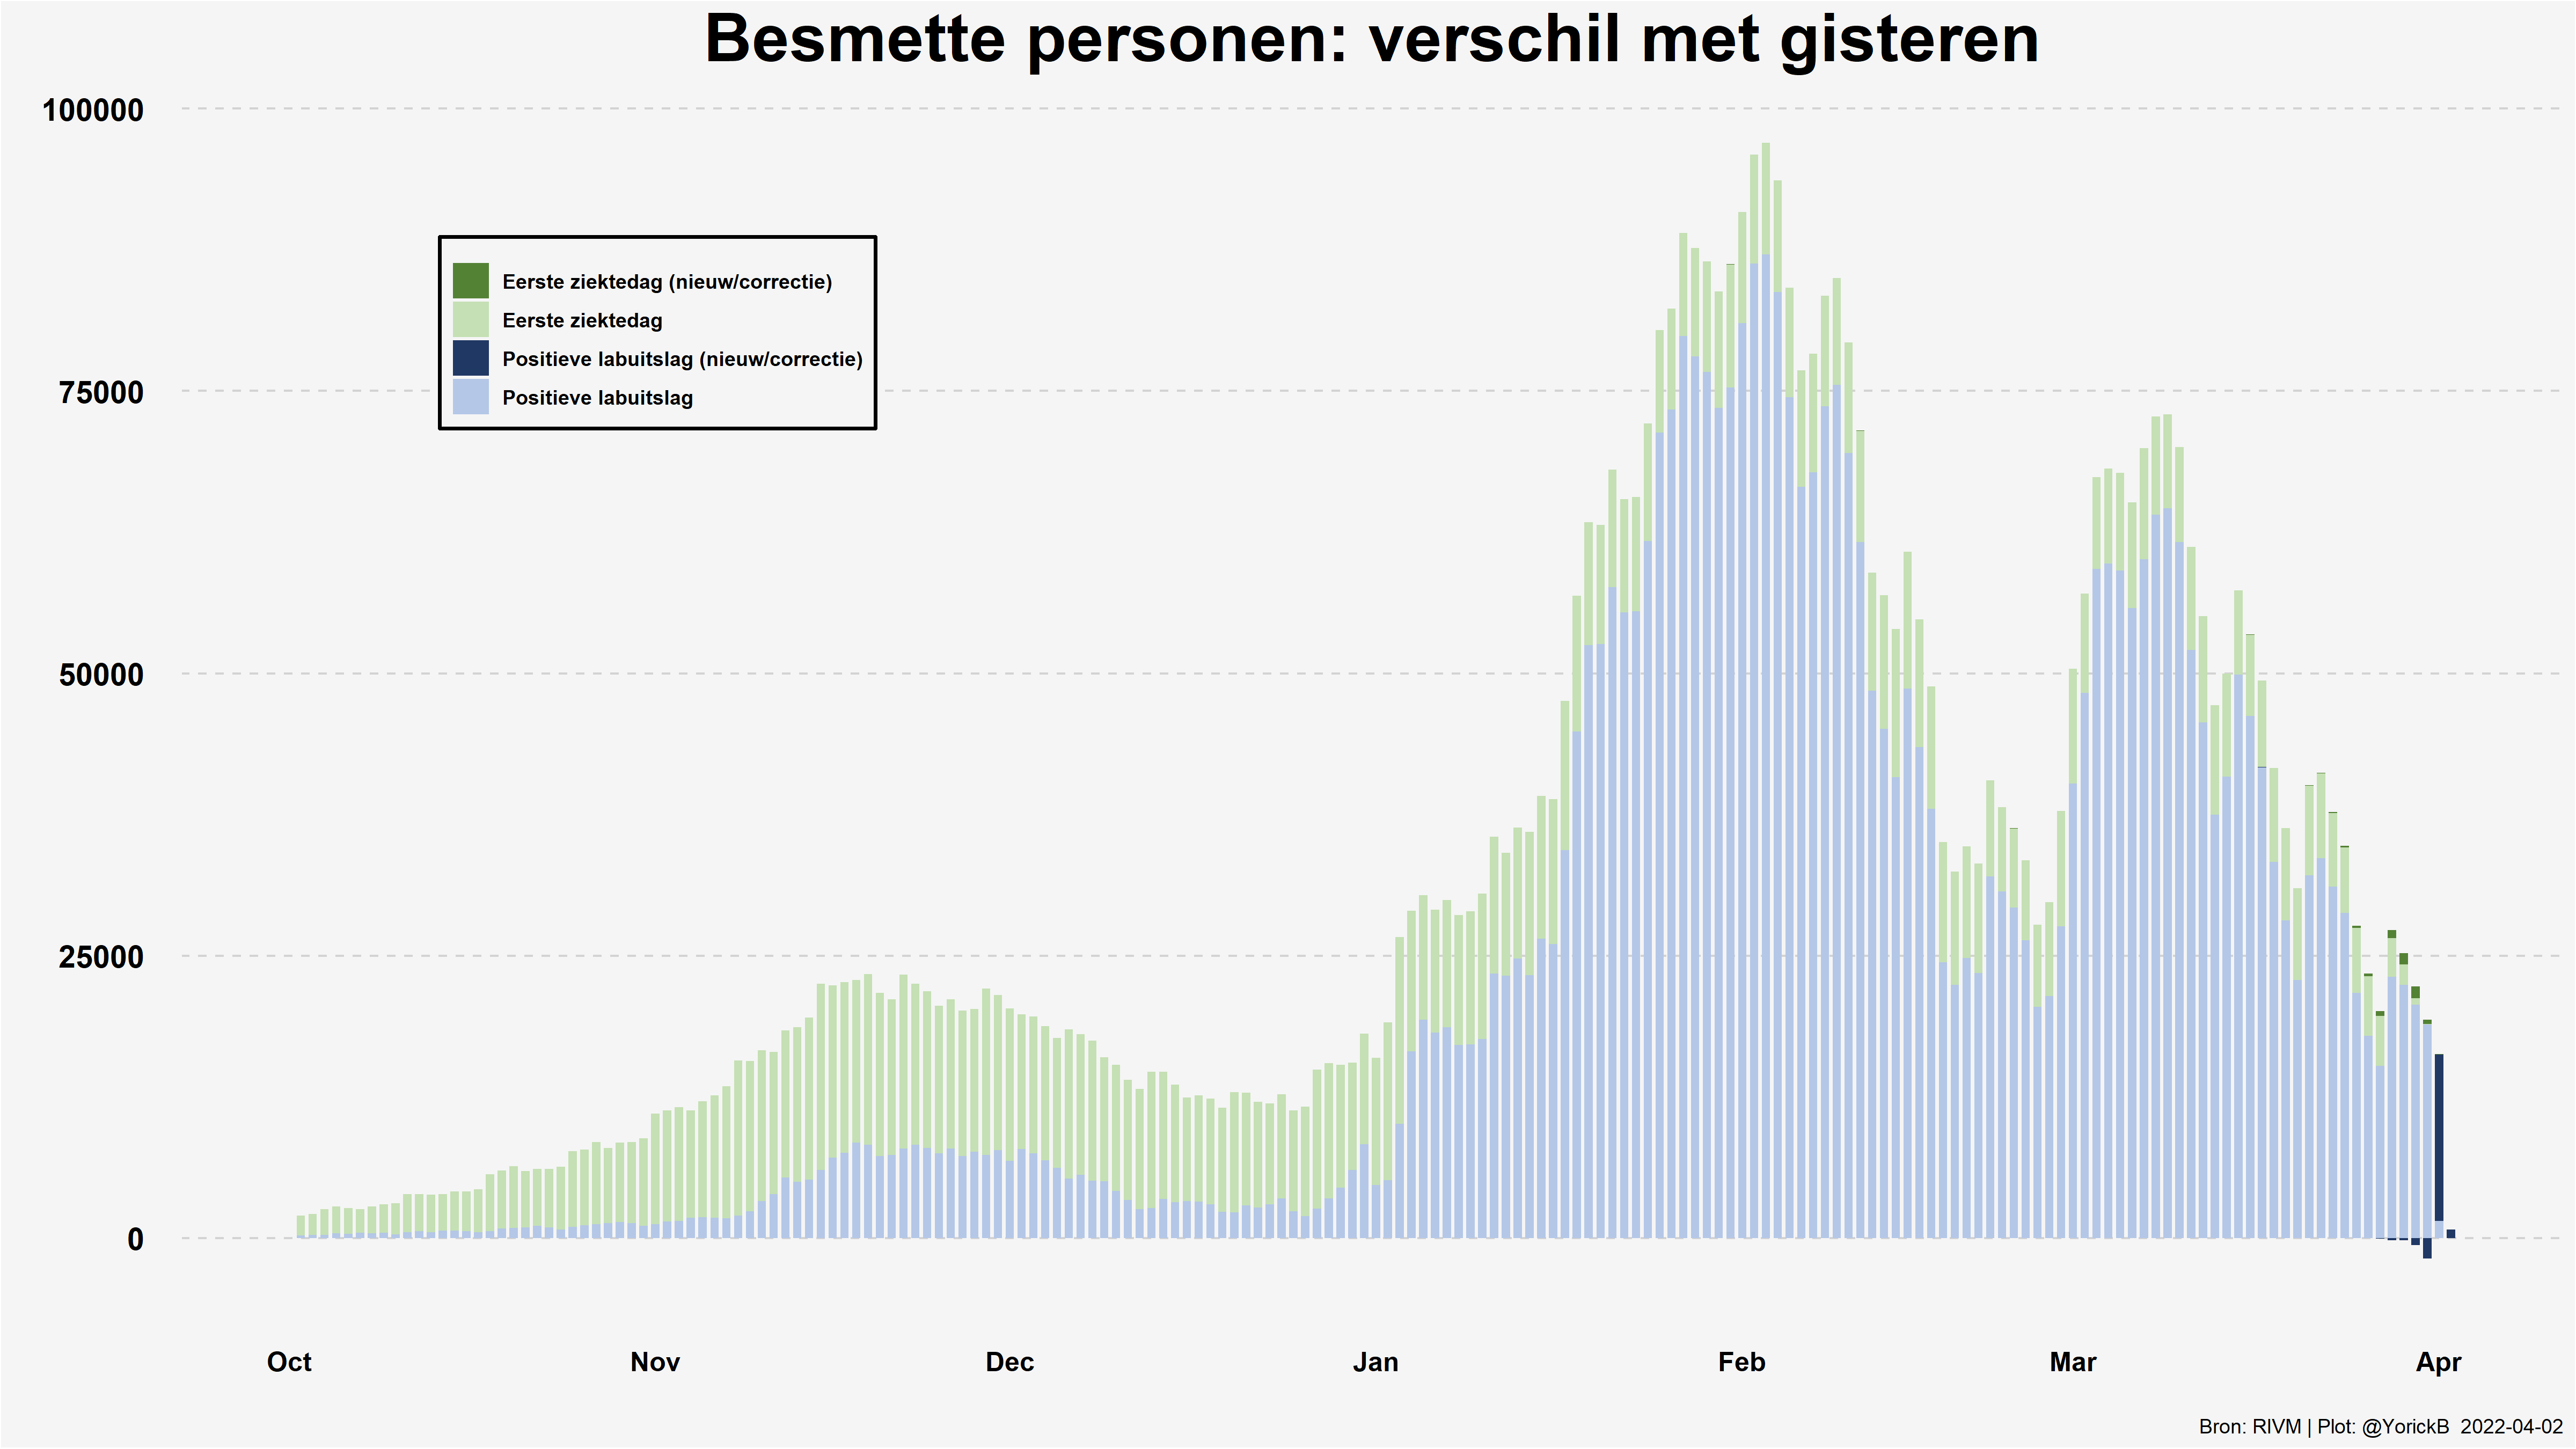 Besmette personen: verschil met gisteren
100000
75000
50000
25000
0
Eerste ziektedag (nieuw/correctie)
Eerste ziektedag
Positieve labuitslag (nieuw/correctie)
Positieve labuitslag
Oct Nov Dec Jan Feb Mar Apr
Bron: RIVM | Plot: @YorickB 2022-04-02